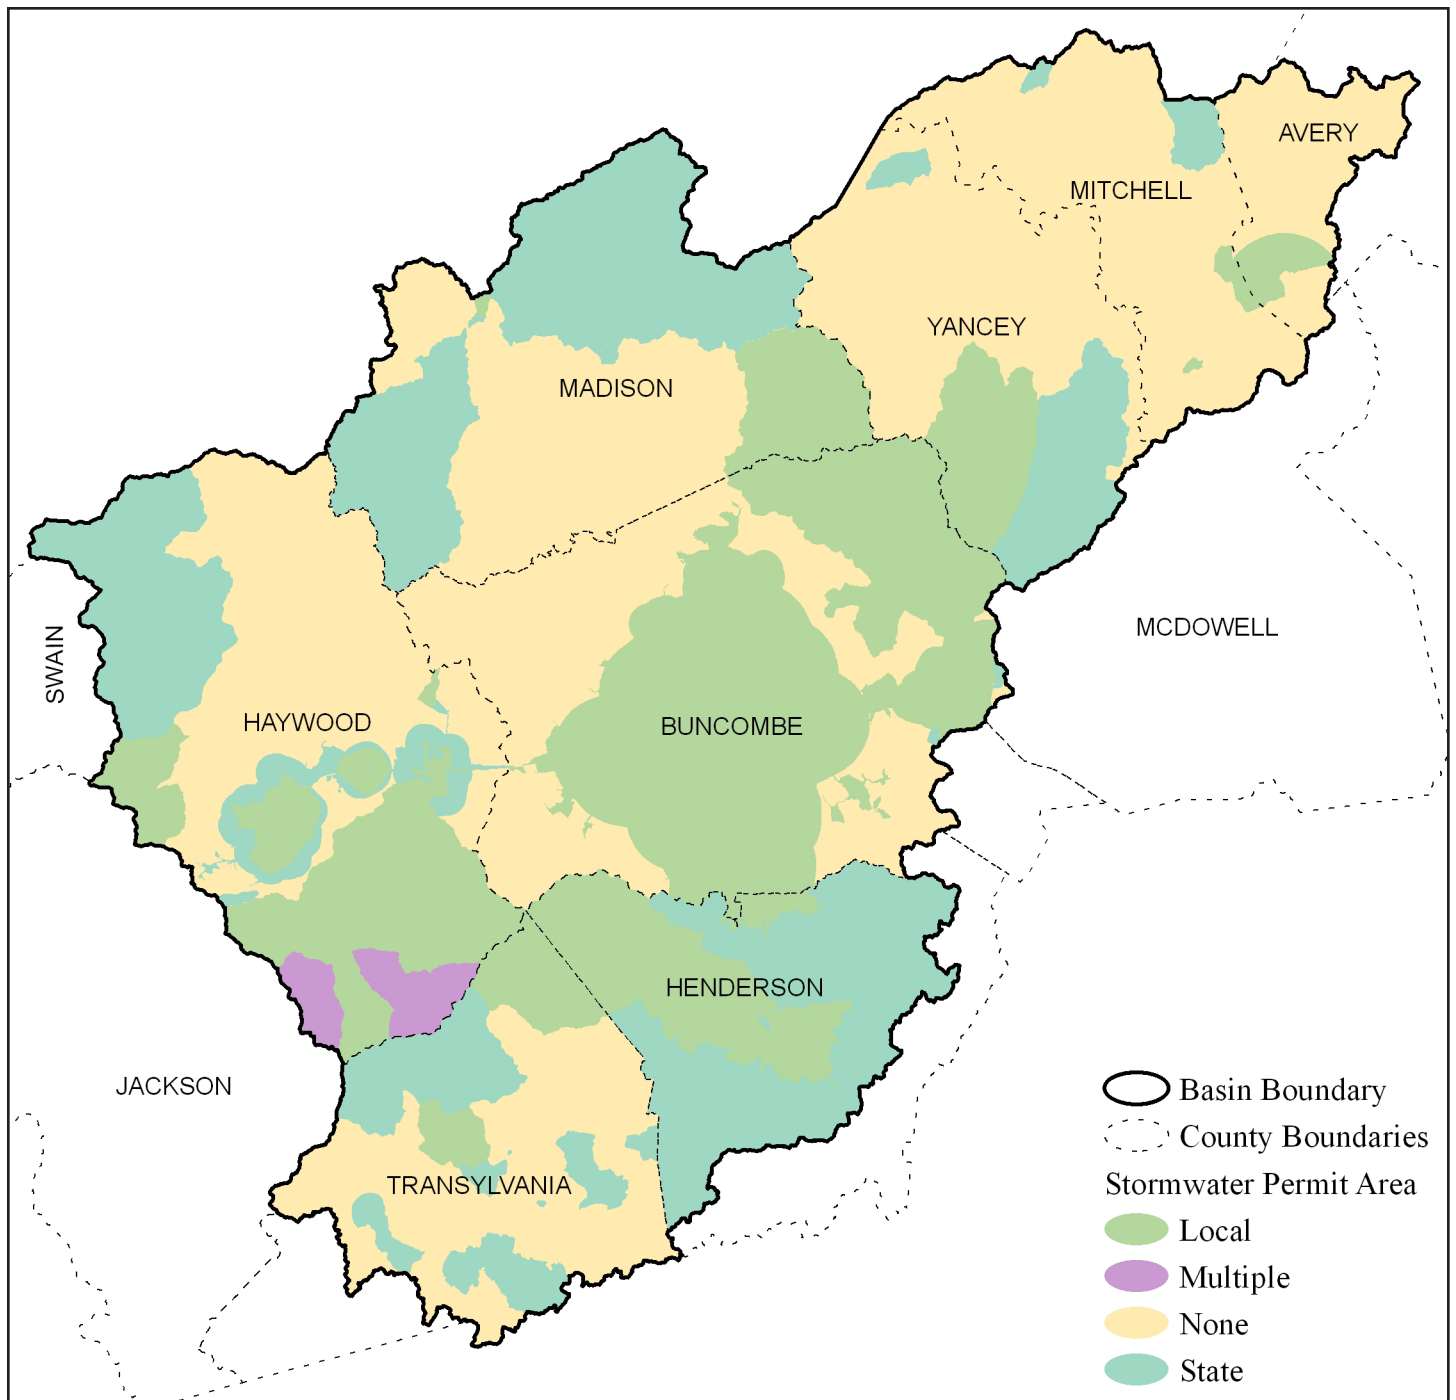 AVERY
MITCHELL
YANCEY
MADISON
MCDOWELL
SWAIN
HAYWOOD
BUNCOMBE
HENDERSON
JACKSON
TRANSYLVANIA
Basin Boundary
County Boundaries
Stormwater Permit Area
Local
Multiple
None
State